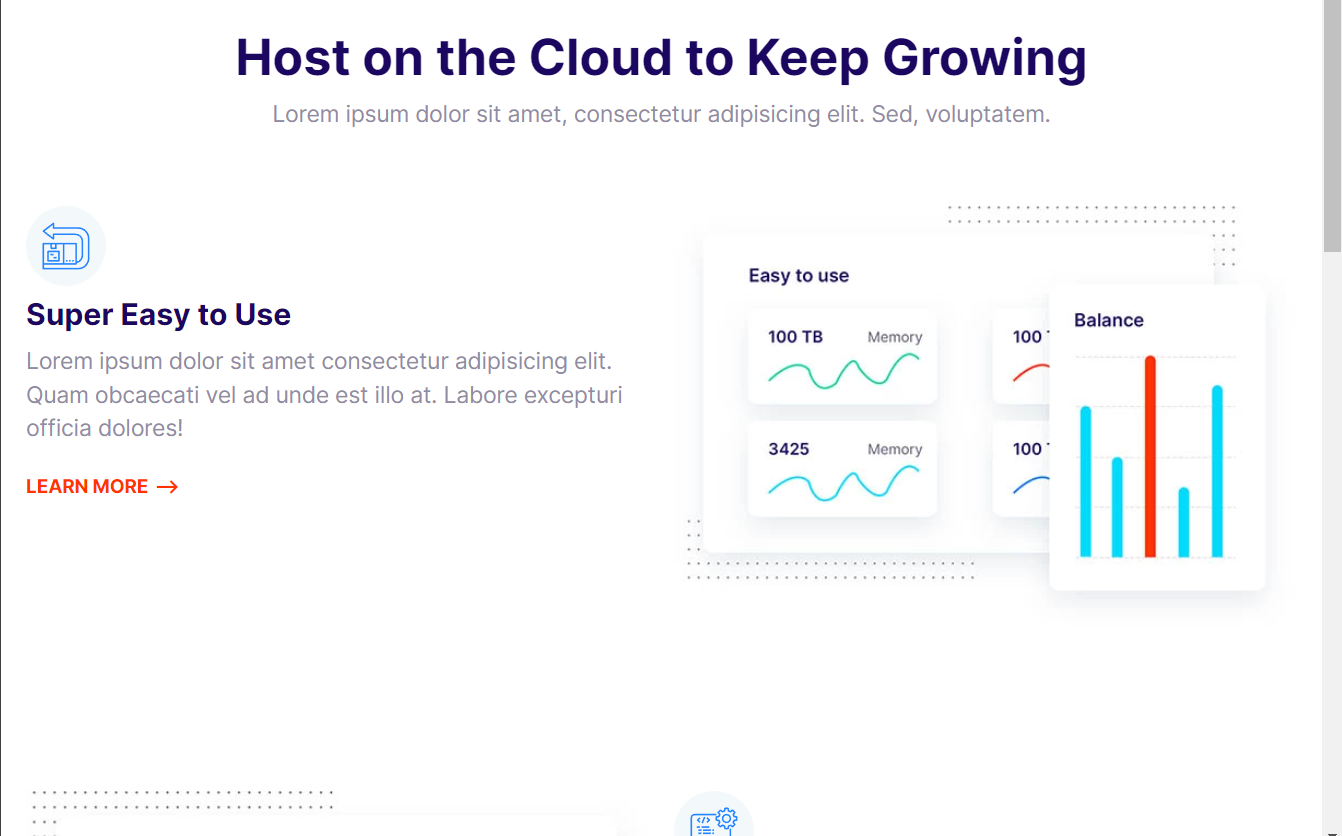 Host on the Cloud to Keep Growing
Lorem ipsum dolor sit amet, consectetur adipisicing elit. Sed, voluptatem.
Super Easy to Use
Lorem ipsum dolor sit amet consectetur adipisicing elit.
Quam obcaecati vel ad unde est illo at. Labore excepturi
officia dolores!
LEARN MORE
Easy to use
100 TB Memory
100
3425 Memory
100
Balance